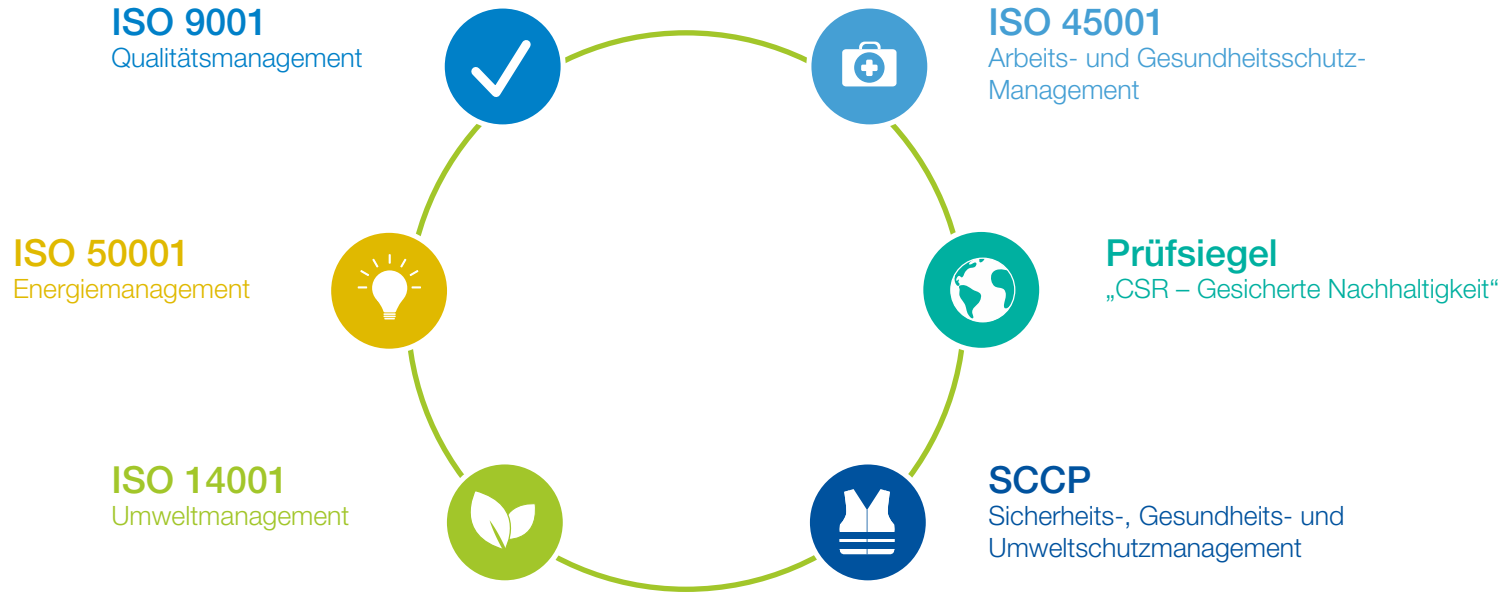 ISO 9001
Qualitätsmanagement
ISO 45001
Arbeits- und Gesundheitsschutz-
Management
ISO 50001
Energiemanagement
Prüfsiegel
„CSR – Gesicherte Nachhaltigkeit“
ISO 14001
Umweltmanagement
SCCP
Sicherheits-, Gesundheits- und
Umweltschutzmanagement